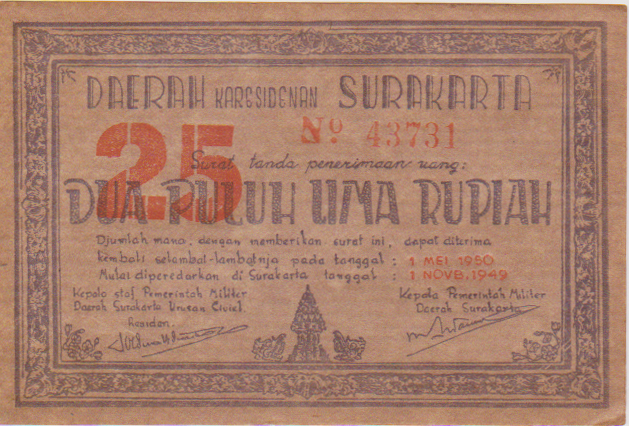 DAERAH KARESIDENAN SURAKARTA
25
No 43731
Surat tanda penerimaan uang:
DUA PULUH LIMA RUPIAH
Djumlah mana, dengan memberikan surat ini, dapat diterima
kembali selambat-lambatnja pada tanggal : 1 MEI 1950
Mulai diperedarkan di Surakarta tanggal : 1 NOVB. 1949
Kepala staf Pemerintah Militer
Daerah Surakarta Urusan Civiel.
Kepala Pemerintah Militer
Daerah Surakarta